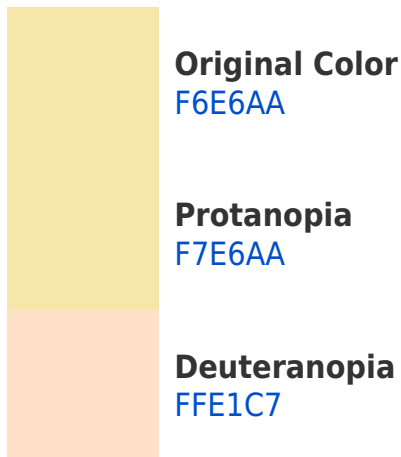 Original Color
F6E6AA
Protanopia
F7E6AA
Deuteranopia
FFE1C7